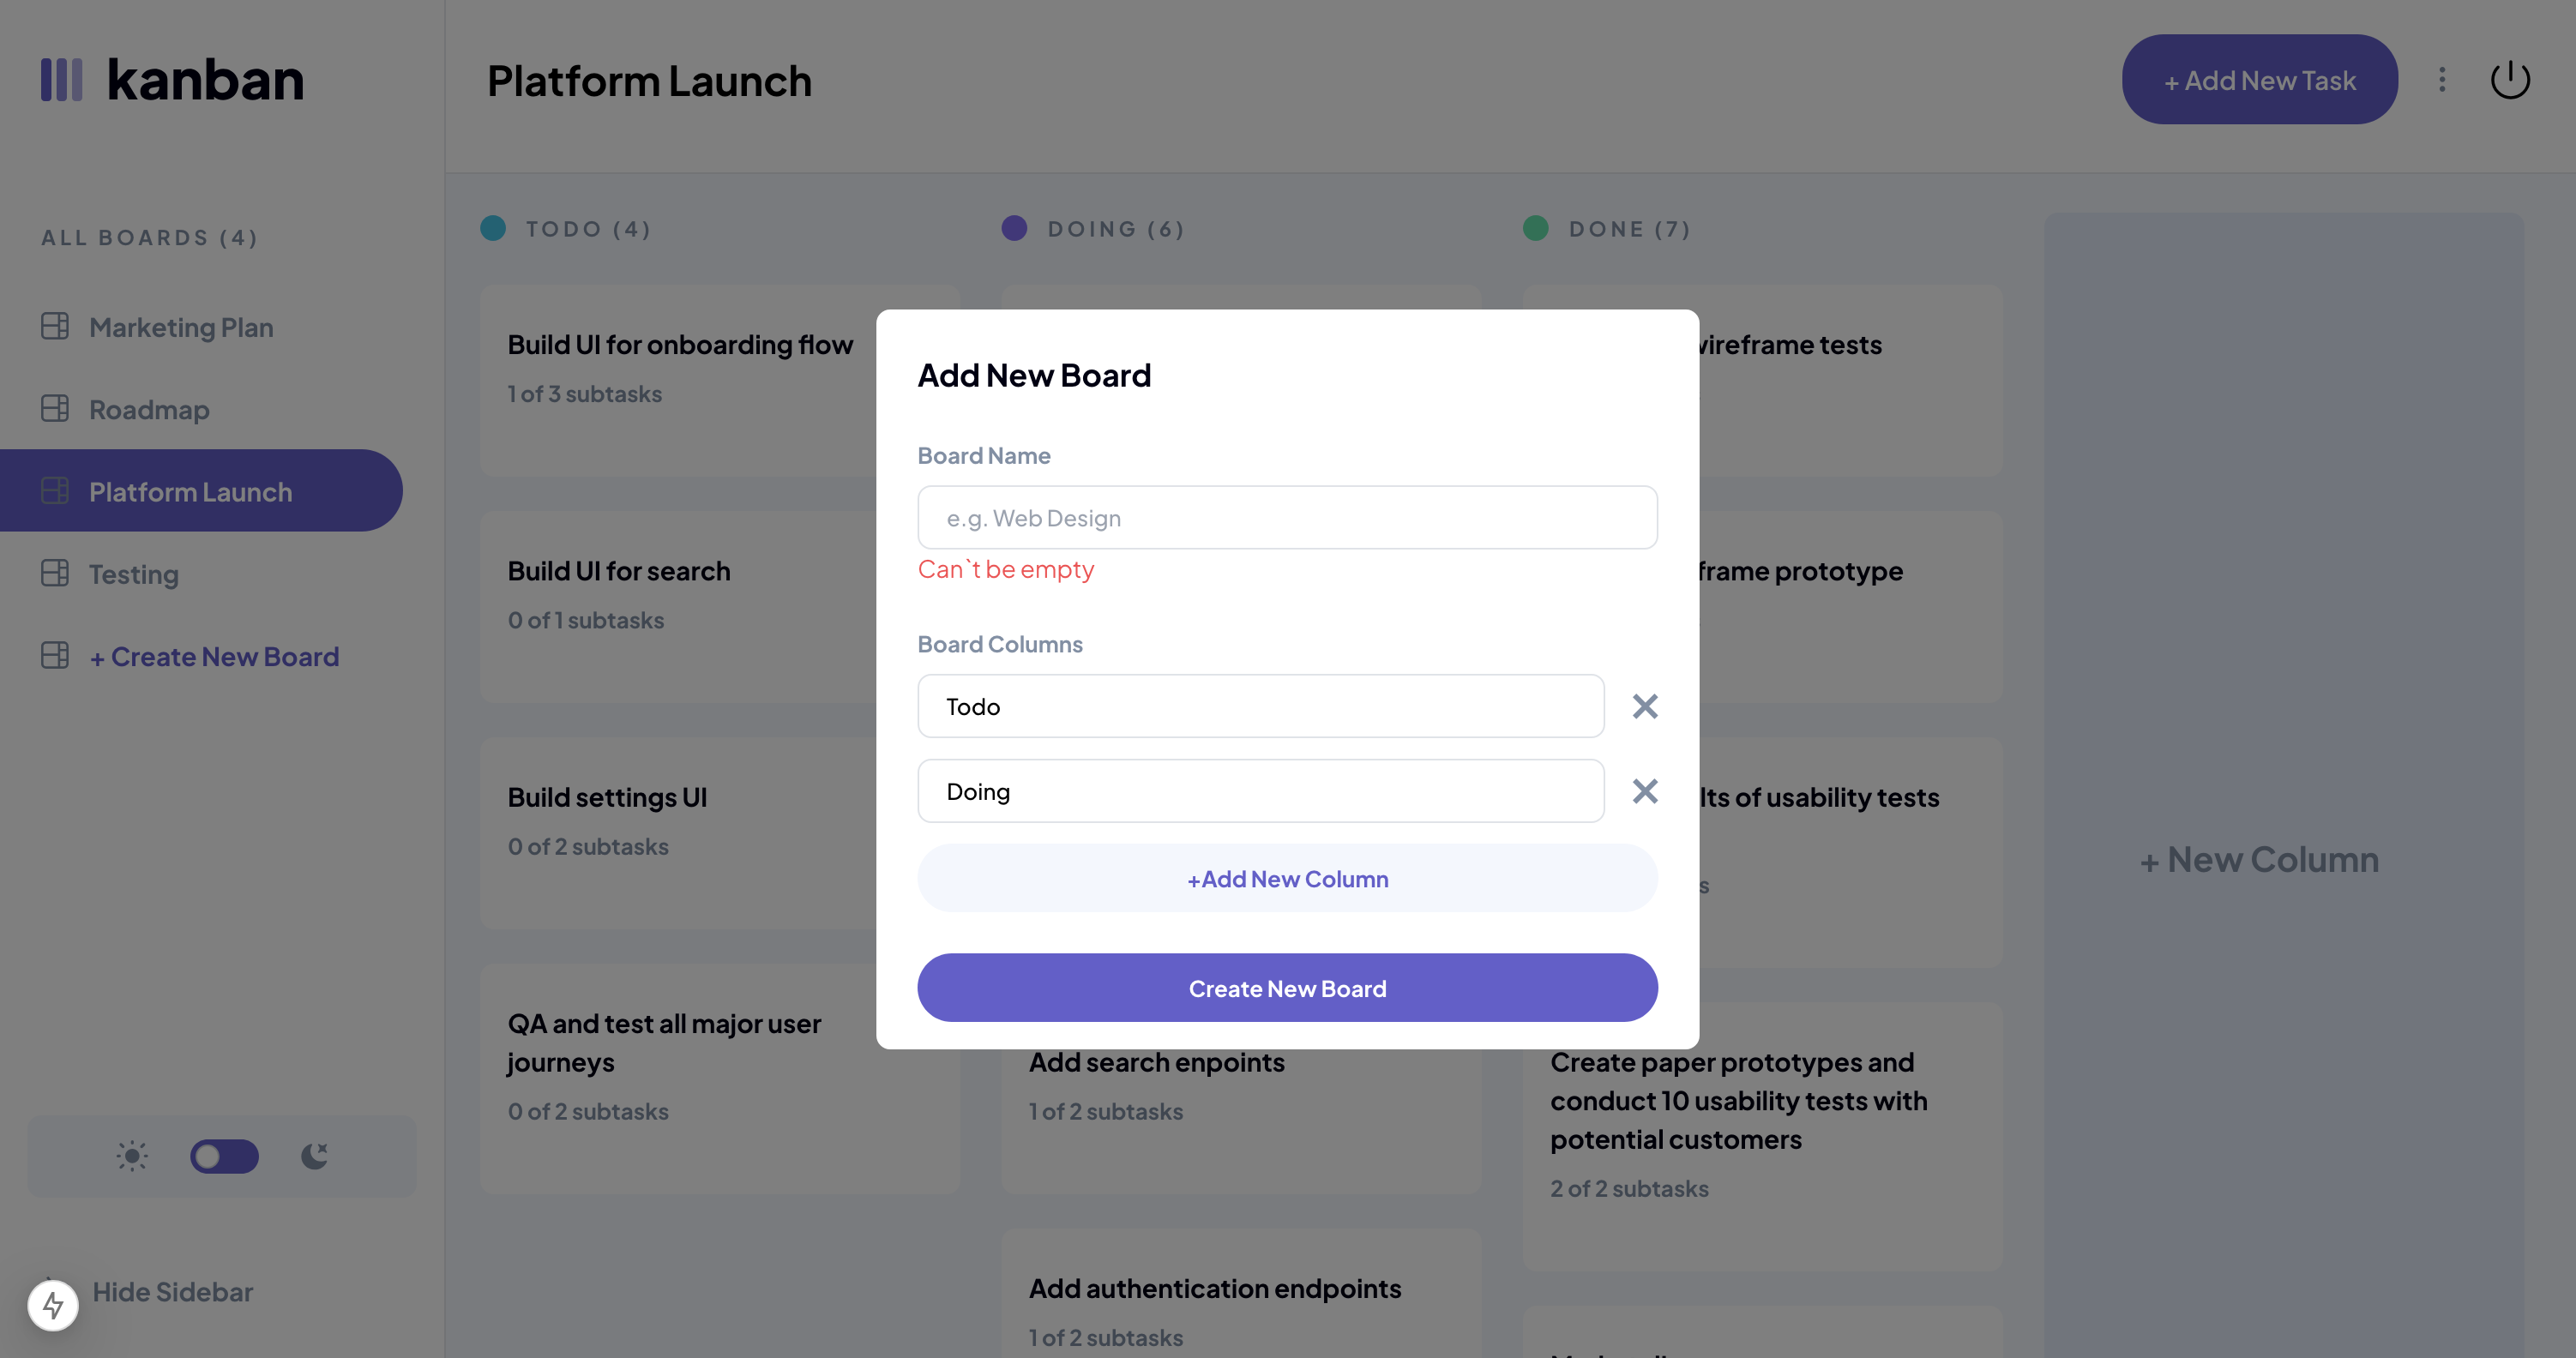 kanban
Platform Launch
+ Add New Task
ALL BOARDS (4)
Marketing Plan
Roadmap
Platform Launch
Testing
+ Create New Board
Hide Sidebar
TODO (4)
Build UI for onboarding flow
1 of 3 subtasks
Build UI for search
0 of 1 subtasks
Build settings UI
0 of 2 subtasks
QA and test all major user
journeys
0 of 2 subtasks
DOING (6)
Add search enpoints
1 of 2 subtasks
Add authentication endpoints
1 of 2 subtasks
DONE (7)
wireframe tests
frame prototype
of usability tests
Create paper prototypes and
conduct 10 usability tests with
potential customers
2 of 2 subtasks
+ New Column
Add New Board
Board Name
e.g. Web Design
Can`t be empty
Board Columns
Todo
Doing
+Add New Column
Create New Board